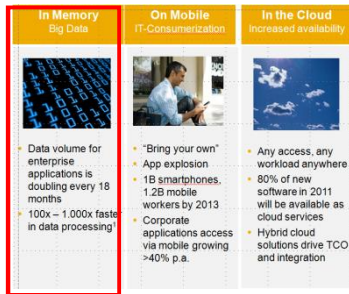 In Memory
Big Data
Data volume for
enterprise
applications is
doubling every 18
months
100x – 1.000x faster
in data processing¹
On Mobile
IT-Consumerization
“Bring your own”
App explosion
1B smartphones,
1.2B mobile
workers by 2013
Corporate
applications access
via mobile growing
>40% p.a.
In the Cloud
Increased availability
Any access, any
workload anywhere
80% of new
software in 2011
will be available as
cloud services
Hybrid cloud
solutions drive TCO
and integration